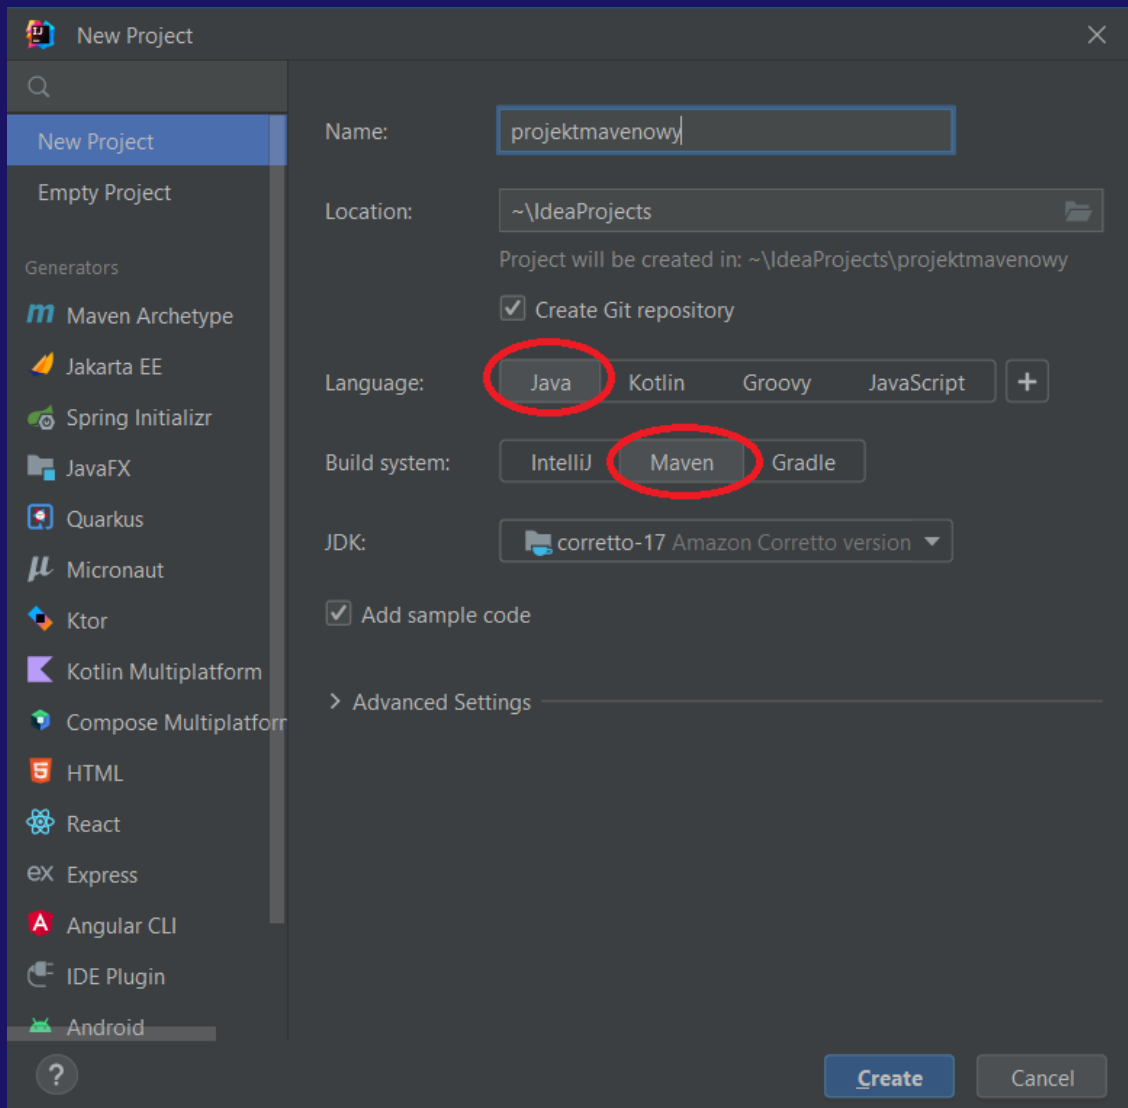 New Project
New Project
Empty Project
Generators
Maven Archetype
Jakarta EE
Spring Initializr
JavaFX
Quarkus
Micronaut
Ktor
Kotlin Multiplatform
Compose Multiplatforr
HTML
React
ex Express
Angular CLI
IDE Plugin
Android
Name: projektmavenowy
Location: ~\IdeaProjects
Project will be created in: ~\IdeaProjects\projektmavenowy
Create Git repository
Language: Java Kotlin Groovy JavaScript +
Build system: IntelliJ Maven Gradle
JDK: corretto-17 Amazon Corretto version
Add sample code
Advanced Settings
? Create Cancel